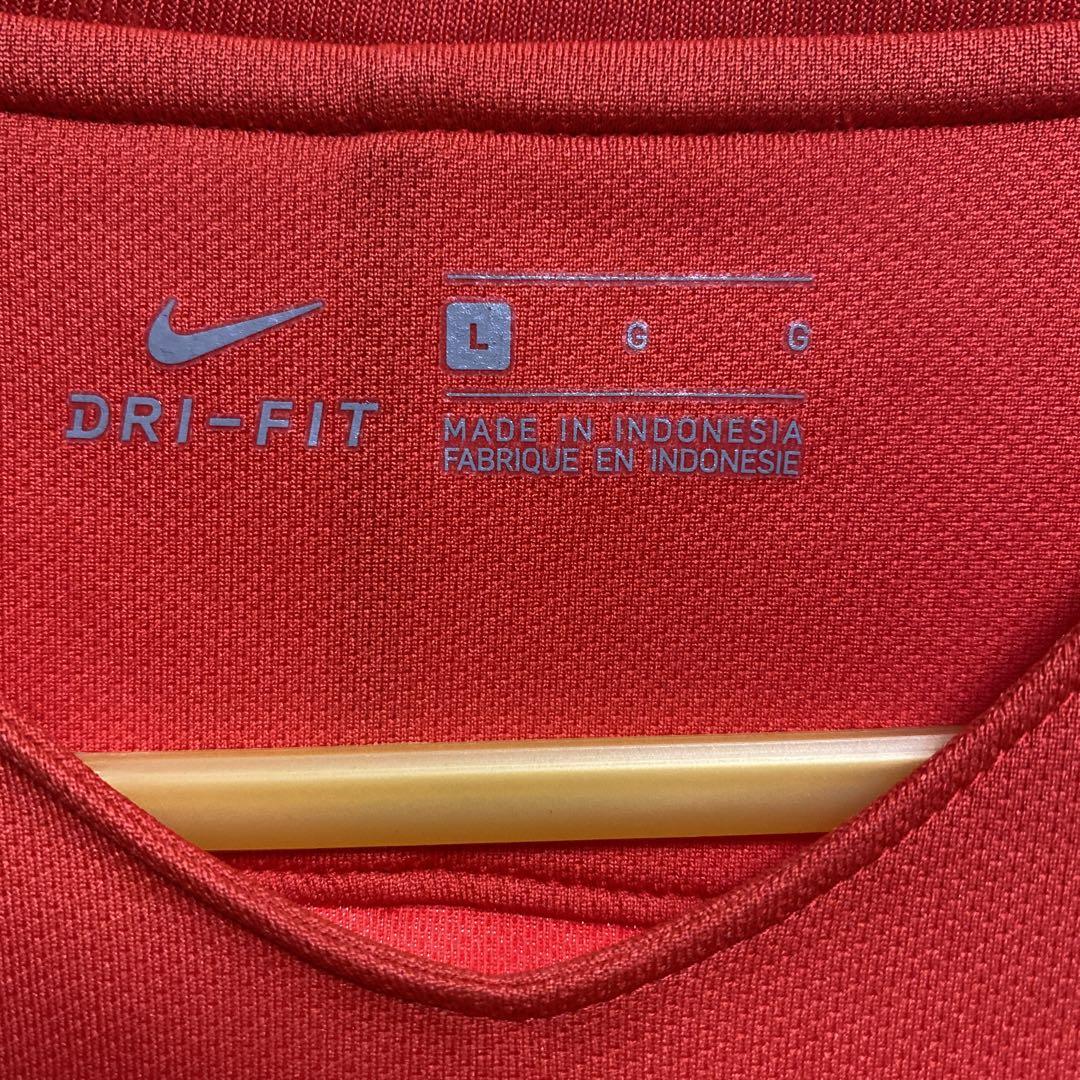 DRI-FIT
L G G
MADE IN INDONESIA
FABRIQUE EN INDONESIE